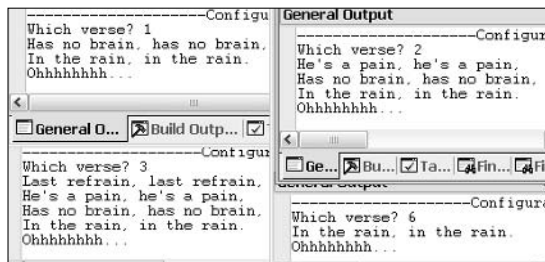 --------------------Configur
Which verse? 1
Has no brain, has no brain,
In the rain, in the rain.
Ohhhhhhhh...
General O...
Build Outp...
--------------------Configur
Which verse? 3
Last refrain, last refrain,
He's a pain, he's a pain,
Has no brain, has no brain,
In the rain, in the rain.
Ohhhhhhhh...
General Output
--------------------Configur
Which verse? 2
He's a pain, he's a pain,
Has no brain, has no brain,
In the rain, in the rain.
Ohhhhhhhh...
Ge...
Bu...
Ta...
Fin...
Fi
General Output
--------------------Configura
Which verse? 6
In the rain, in the rain.
Ohhhhhhhh...